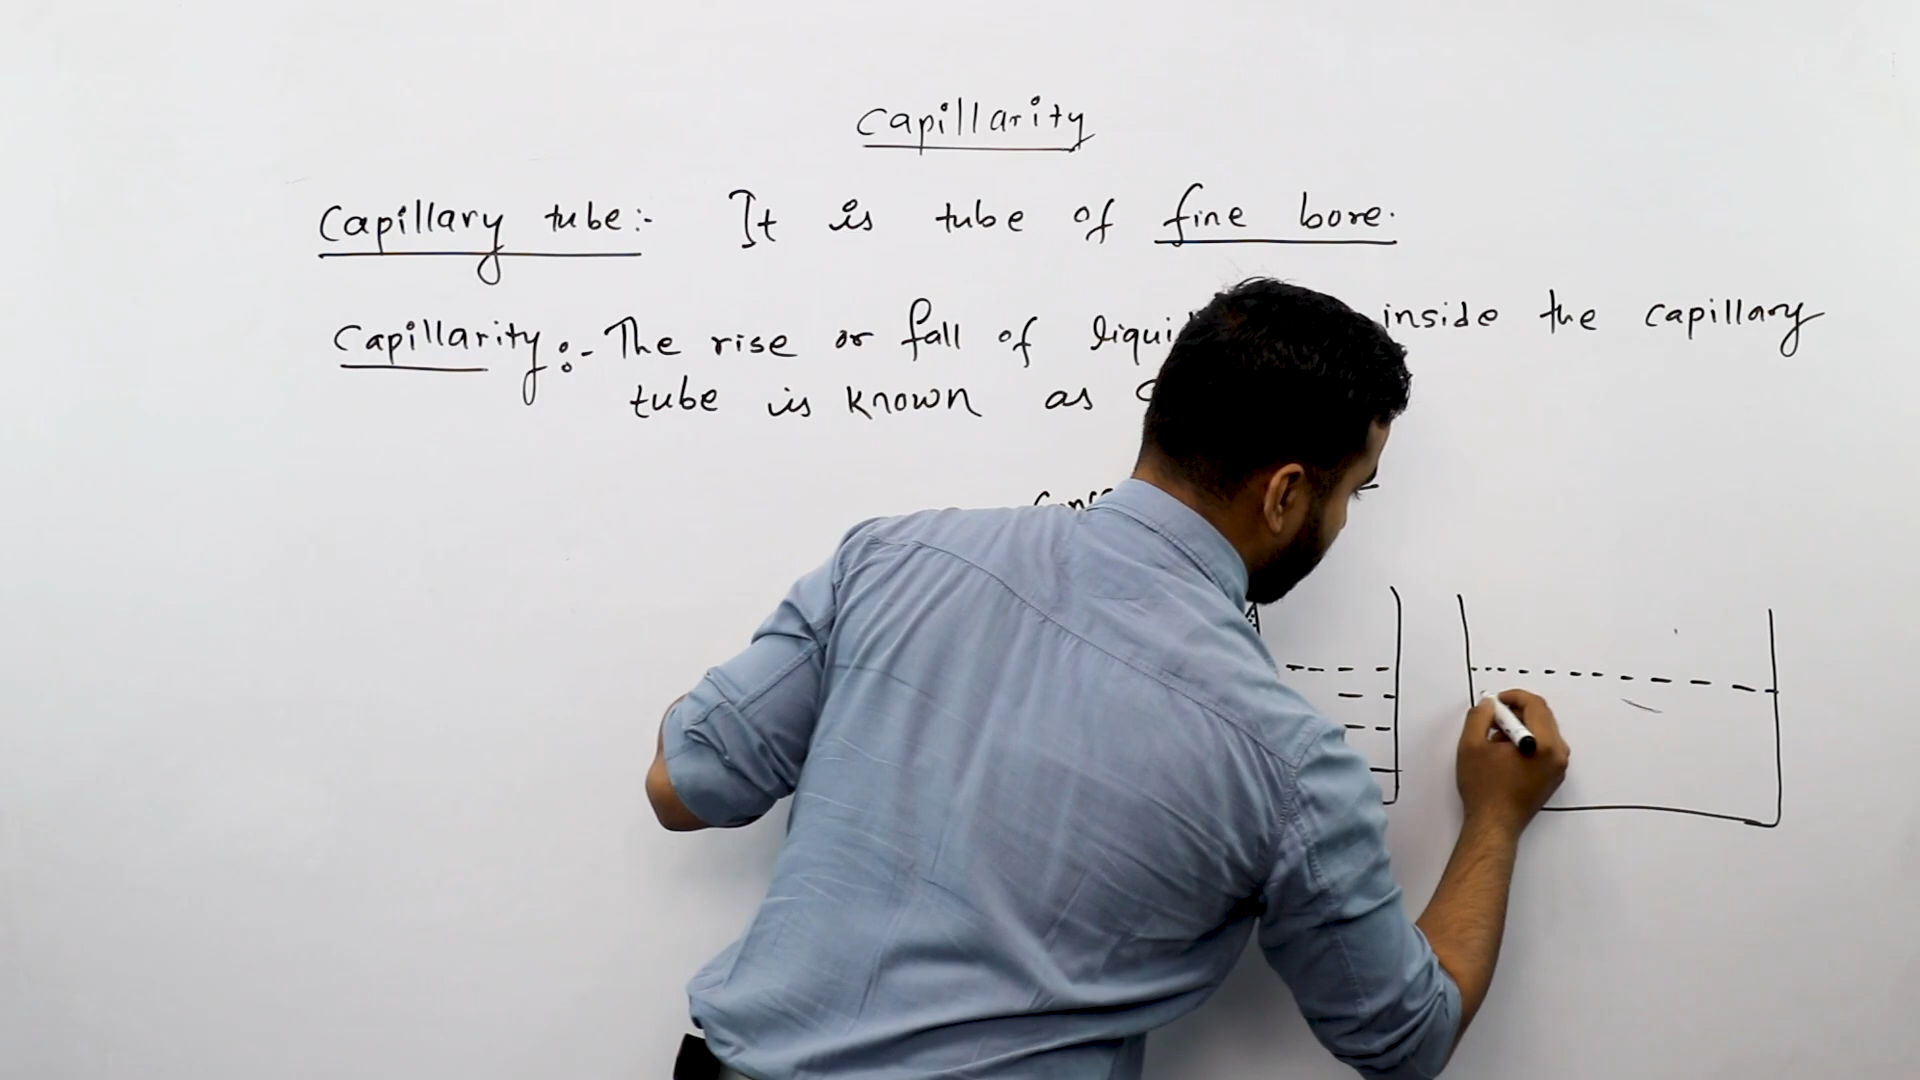 Capillarity
Capillary tube:- It is tube of fine bore.
Capillarity:- The rise or fall of inside the capillary
tube is known as